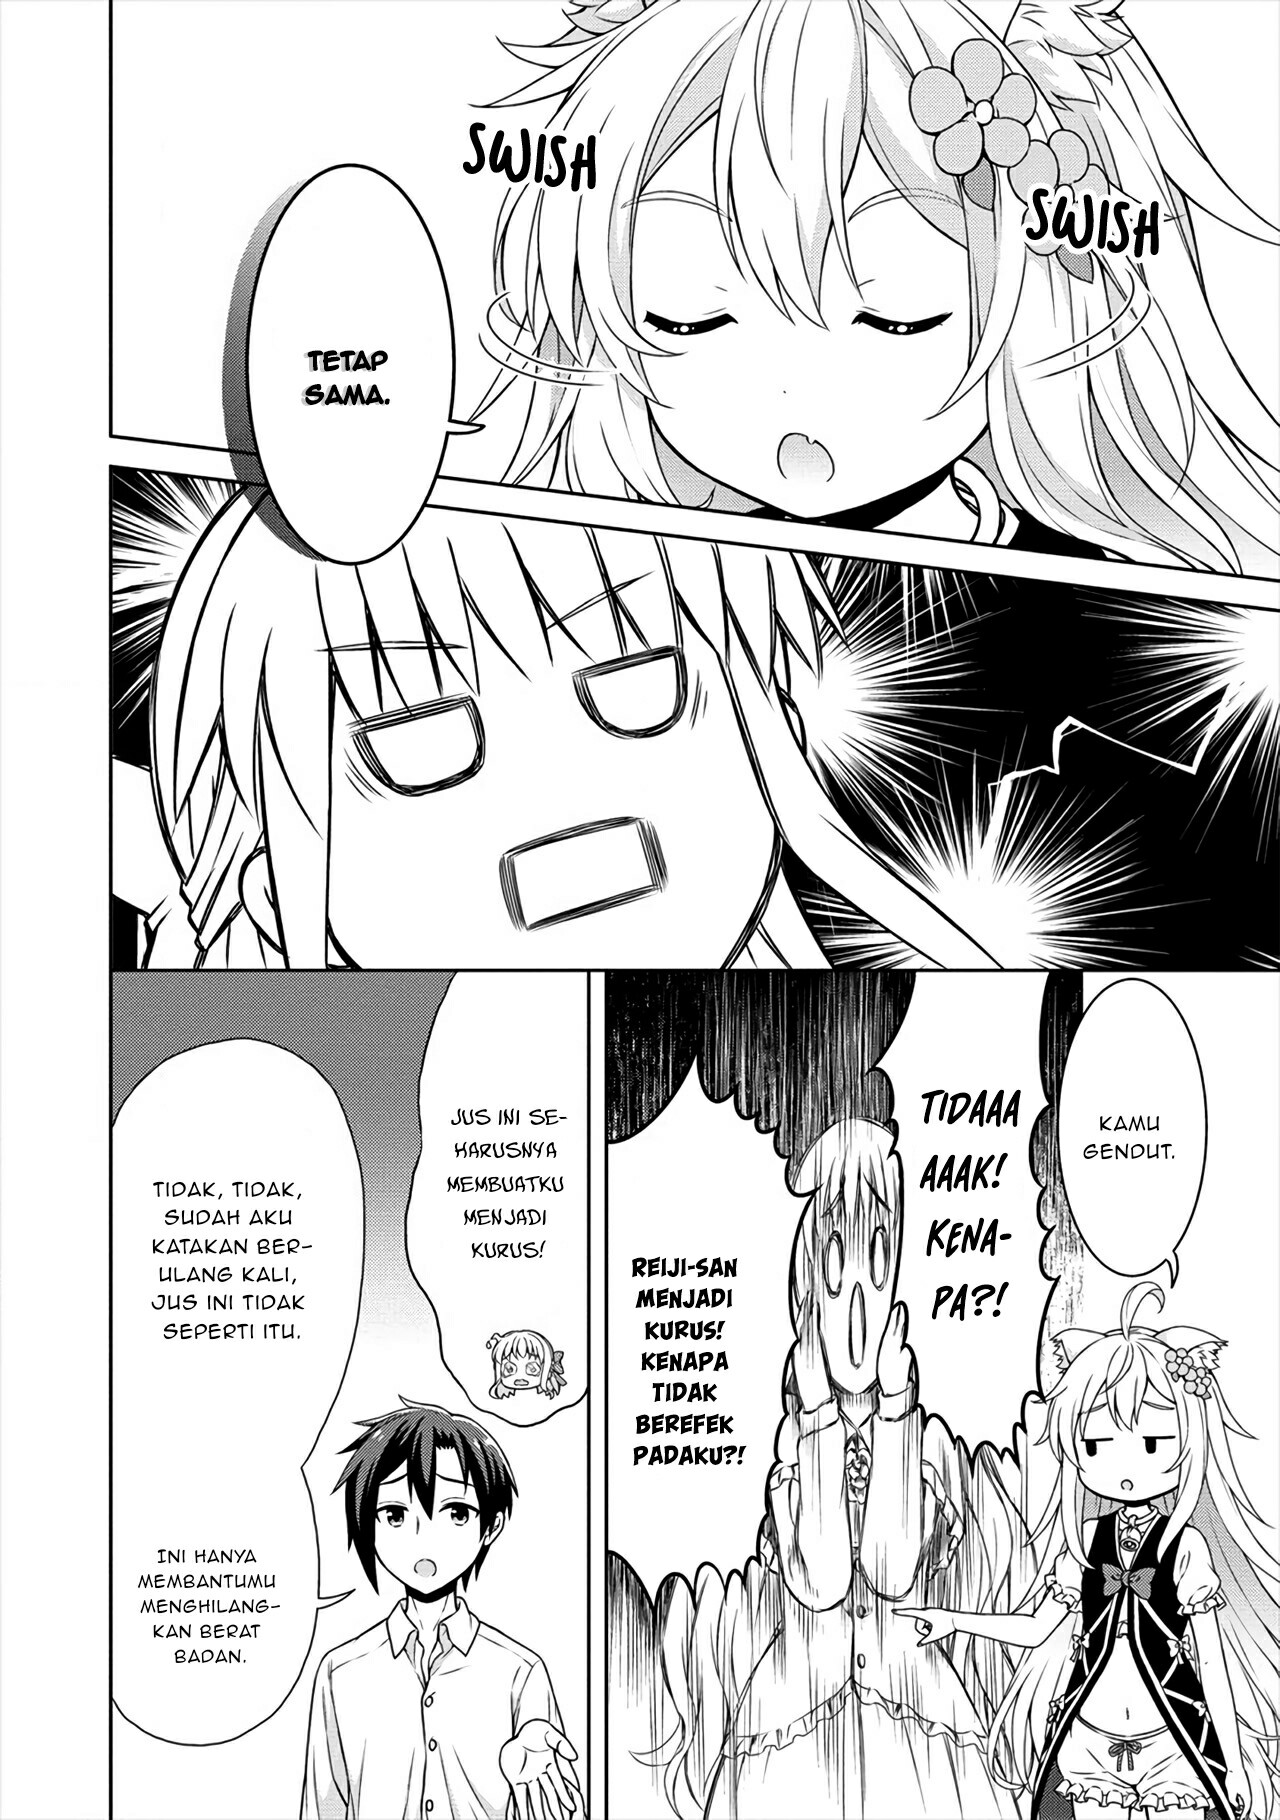 SWISH
SWISH
TETAP
SAMA.
KAMU
GENDUT.
TIDAAA
AAAK!
KENA-
PA?!
REIJI-SAN
MENJADI
KURUS!
KENAPA
TIDAK
BEREFEK
PADAKU?!
JUS INI SE-
HARUSNYA
MEMBUATKU
MENJADI
KURUS!
TIDAK, TIDAK,
SUDAH AKU
KATAKAN BER-
ULANG KALI,
JUS INI TIDAK
SEPERTI ITU.
INI HANYA
MEMBANTUMU
MENGHILANG-
KAN BERAT
BADAN.